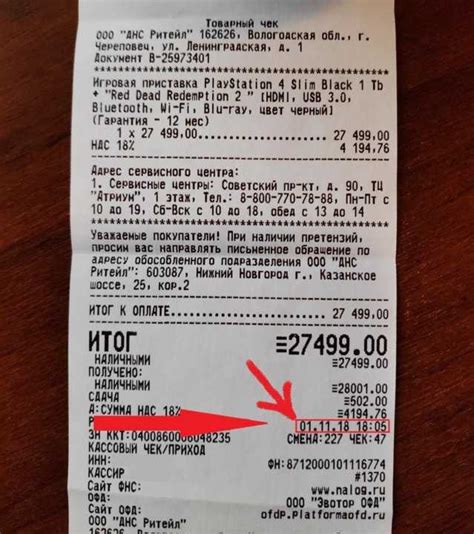 Товарный чек
ООО "ДНС Ритейл" 162626, Вологодская обл., г.
Череповец, ул. Ленинградская, д. 1
Документ В-25973401
Игровая приставка PlayStation 4 Slim Black 1 Tb
+ "Red Dead Redemption 2 " [HDMI, USB 3.0,
Bluetooth, Wi-Fi, Blu-ray, цвет черный]
(Гарантия - 12 мес)
1 x 27 499,00 27 499,00
НДС 18% 4 194,76
Адрес сервисного центра:
1. Сервисные центры: Советский пр-кт, д. 90, ТЦ
"Атриум", 1 этаж, Тел.: 8-800-770-78-88, Пн-Пт с
10 до 19, Сб-Вск с 10 до 18, обед с 13 до 14
Уважаемые покупатели! При наличии претензий,
просим вас направлять письменное обращение по
адресу обособленного подразделения ООО "ДНС
Ритейл": 603087, Нижний Новгород г., Казанское
шоссе, 25, кор.2
ИТОГ К ОПЛАТЕ 27 499,00
ИТОГ ≡27499.00
НАЛИЧНЫМИ ≡27499.00
ПОЛУЧЕНО:
НАЛИЧНЫМИ ≡28001.00
СДАЧА ≡502.00
А:СУММА НДС 18% ≡4194.76
01.11.18 18:05
ЗН ККТ:0400860006048235 СМЕНА:227 ЧЕК:47
КАССОВЫЙ ЧЕК/ПРИХОД
ИНН: ФН:8712000101110251
КАССИР #1370
Сайт ФНС: www.nalog.ru
ОФД: ООО "Эвотор ОФД"
Сайт ОФД: ofdp.platformaofd.ru
ООО "ДНС Ритейл"